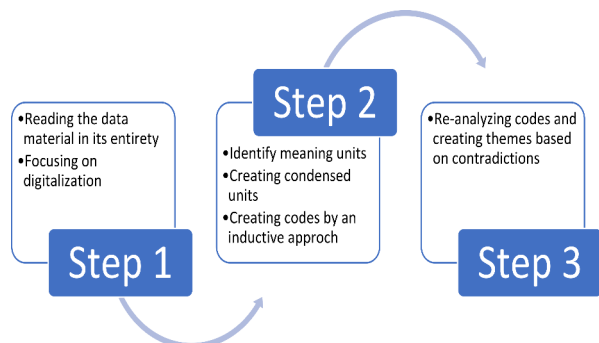 •Reading the data
material in its entirety
•Focusing on
digitalization
Step 1
Step 2
•Identify meaning units
•Creating condensed
units
•Creating codes by an
inductive approch
•Re-analyzing codes and
creating themes based
on contradictions
Step 3